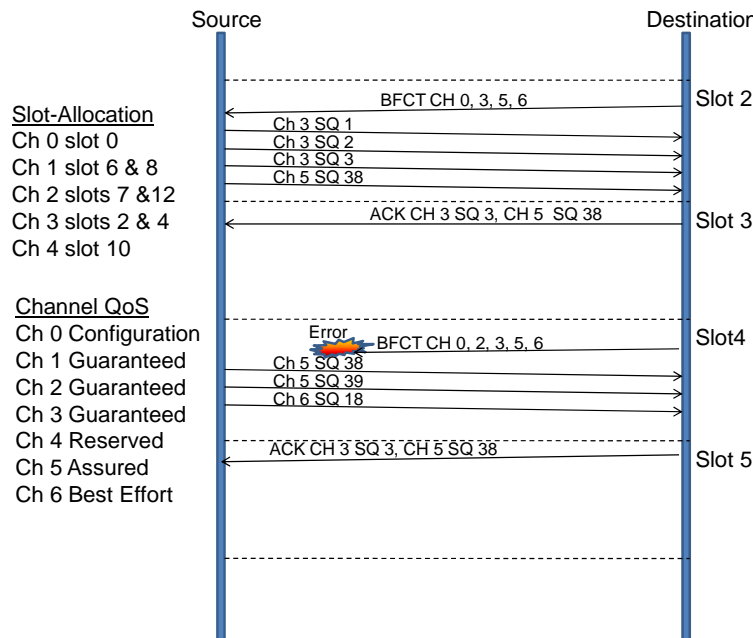 Source
Destination
Slot-Allocation
Ch 0 slot 0
Ch 1 slot 6 & 8
Ch 2 slots 7 &12
Ch 3 slots 2 & 4
Ch 4 slot 10
Channel QoS
Ch 0 Configuration
Ch 1 Guaranteed
Ch 2 Guaranteed
Ch 3 Guaranteed
Ch 4 Reserved
Ch 5 Assured
Ch 6 Best Effort
BFCT CH 0, 3, 5, 6
Slot 2
Ch 3 SQ 1
Ch 3 SQ 2
Ch 3 SQ 3
Ch 5 SQ 38
ACK CH 3 SQ 3, CH 5 SQ 38
Slot 3
Error
BFCT CH 0, 2, 3, 5, 6
Slot4
Ch 5 SQ 38
Ch 5 SQ 39
Ch 6 SQ 18
ACK CH 3 SQ 3, CH 5 SQ 38
Slot 5